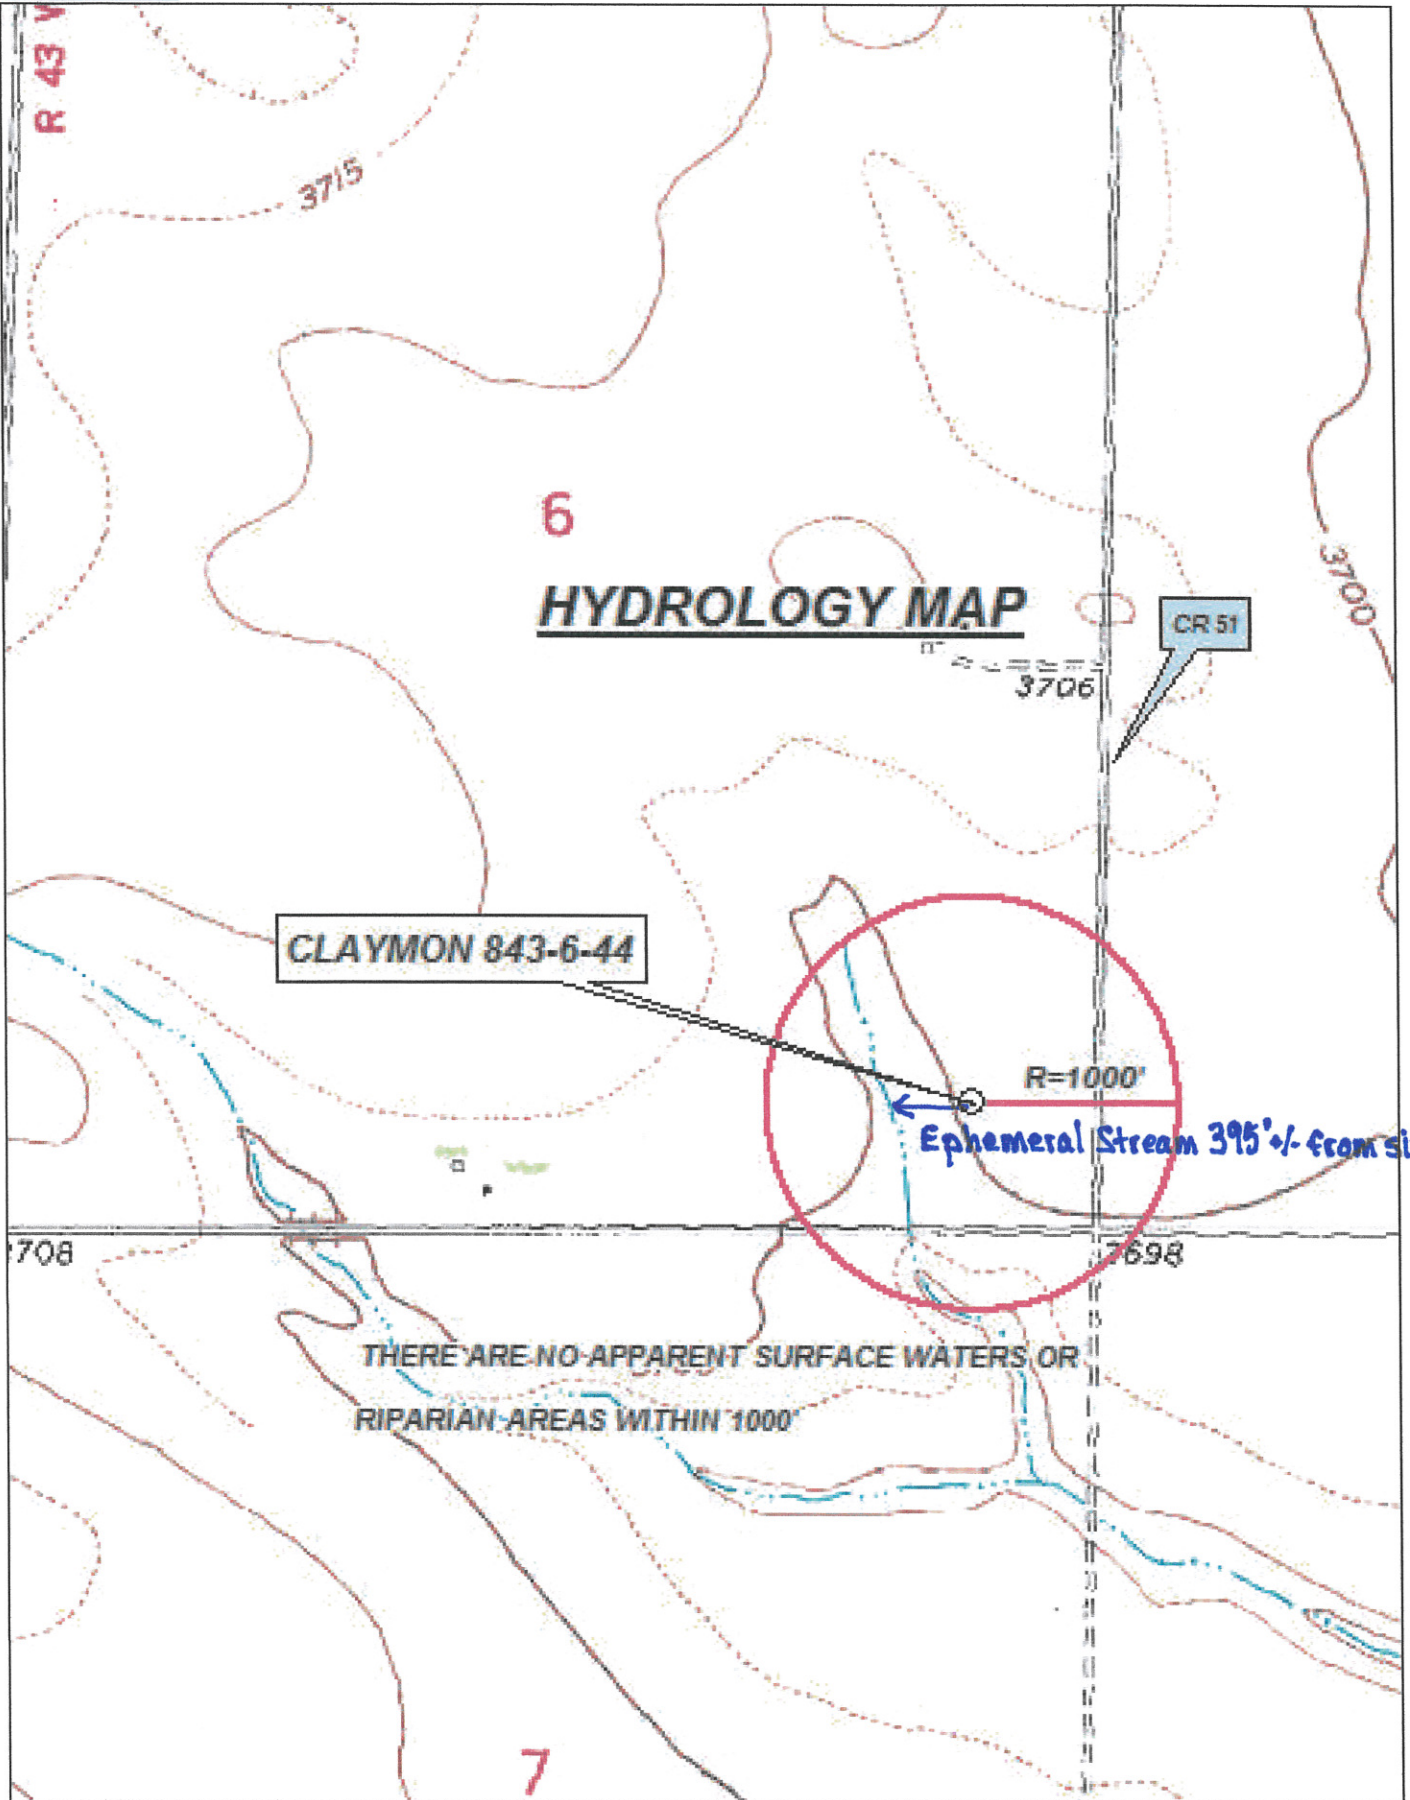 R 43 W
3715
6
HYDROLOGY MAP
CR 51
3700
3706
CLAYMON 843-6-44
R=1000'
Ephemeral Stream 395'+/- from si
3708
3698
THERE ARE NO APPARENT SURFACE WATERS OR
RIPARIAN AREAS WITHIN 1000'
7